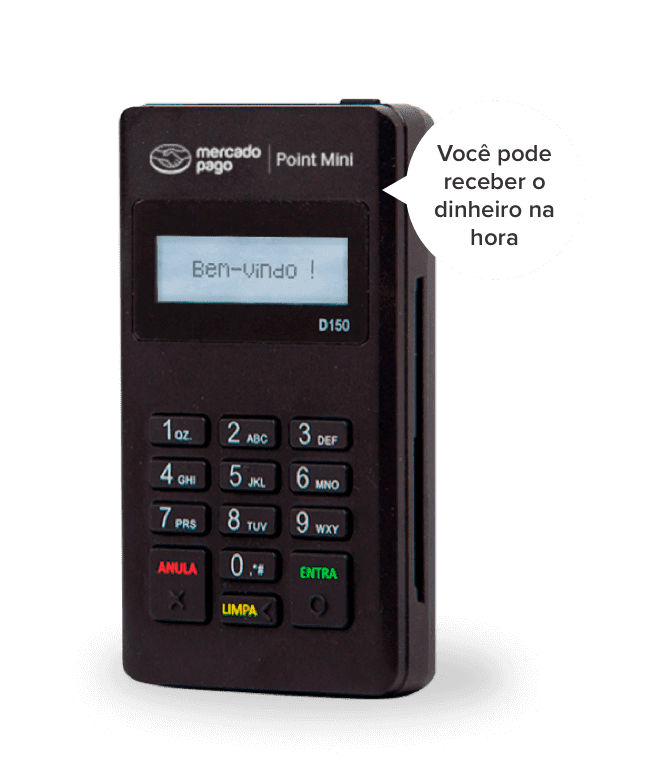 mercado
pago
Point Mini
Você pode
receber o
dinheiro na
hora
Bem-vindo !
D150
1 QZ.
2 ABC
3 DEF
4 GHI
5 JKL
6 MNO
7 PRS
8 TUV
9 WXY
ANULA
0 .*#
ENTRA
X
LIMPA <
O